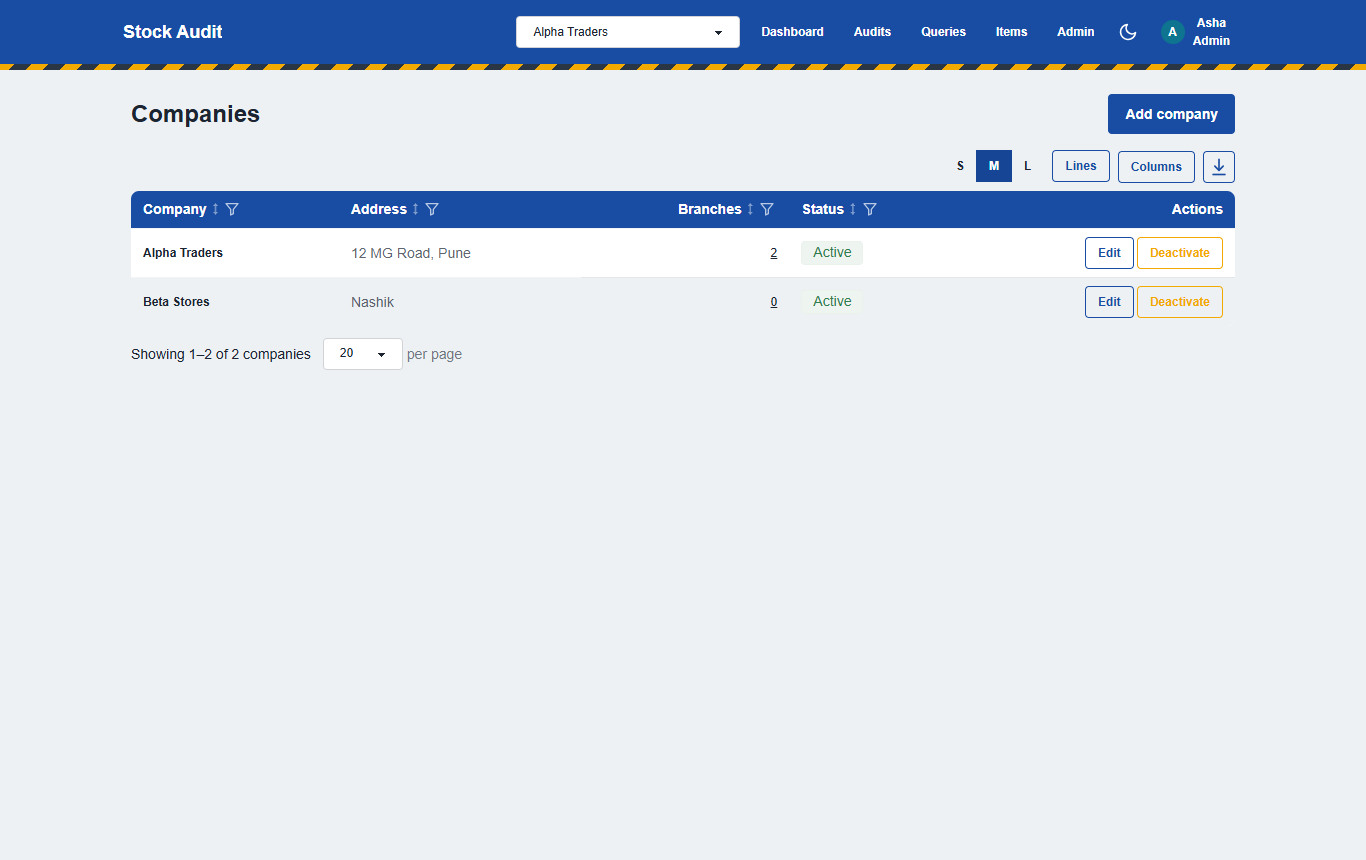 Stock Audit
Alpha Traders
Dashboard
Audits
Queries
Items
Admin
A
Asha
Admin
Companies
Add company
S
M
L
Lines
Columns
Company
Address
Branches
Status
Actions
Alpha Traders
12 MG Road, Pune
2
Active
Edit
Deactivate
Beta Stores
Nashik
0
Active
Edit
Deactivate
Showing 1–2 of 2 companies
20
per page